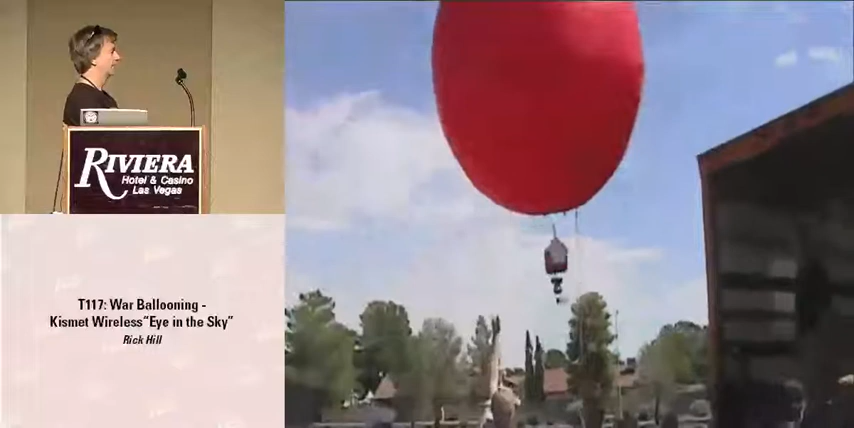 RIVIERA
Hotel & Casino
Las Vegas
T117: War Ballooning -
Kismet Wireless“Eye in the Sky”
Rick Hill